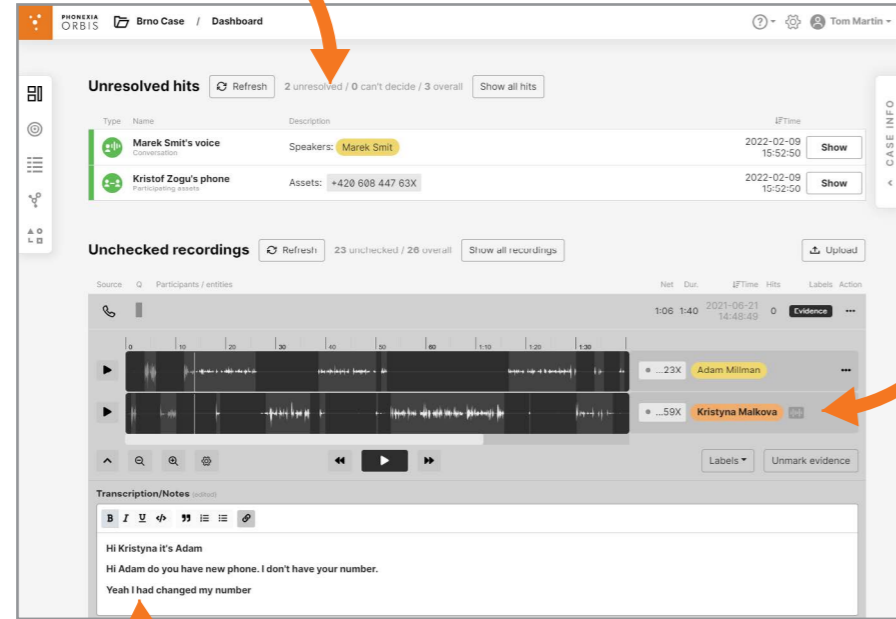 PHONEXIA
ORBIS
Brno Case / Dashboard
? Tom Martin
Unresolved hits Refresh 2 unresolved / 0 can't decide / 3 overall Show all hits
Type Name Description Time
Marek Smit's voice
Conversation
Speakers: Marek Smit
2022-02-09
15:52:50
Show
Kristof Zogu's phone
Participating assets
Assets: +420 608 447 63X
2022-02-09
15:52:50
Show
CASE INFO
Unchecked recordings Refresh 23 unchecked / 26 overall Show all recordings Upload
Source Q Participants / entities Net Dur. Time Hits Labels Action
1:06 1:40 2021-06-21
14:48:49
0 Evidence
0 10 20 30 40 50 60 1:10 1:20 1:30
...23X Adam Millman
...59X Kristyna Malkova
Labels Unmark evidence
Transcription/Notes (edited)
B I U </>
Hi Kristyna it's Adam
Hi Adam do you have new phone. I don't have your number.
Yeah I had changed my number